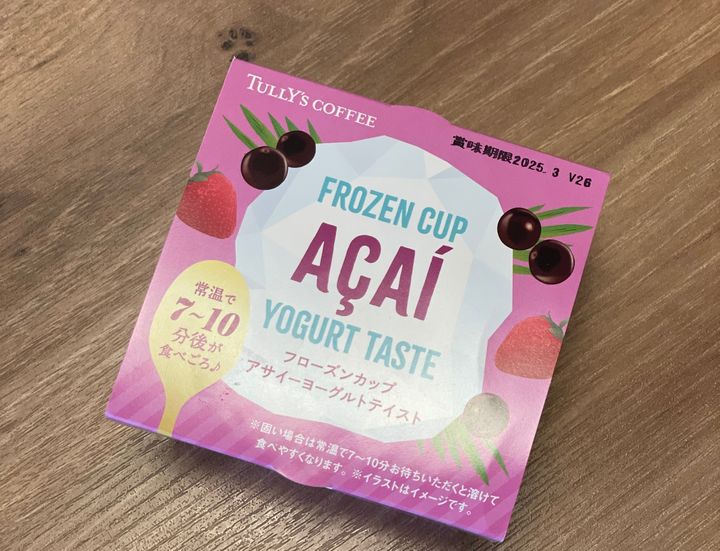 TULLY'S COFFEE
賞味期限2025. 3 V26
FROZEN CUP
AÇAÍ
YOGURT TASTE
フローズンカップ
アサイーヨーグルトテイスト
常温で
7~10
分後が
食べごろ♪
※固い場合は常温で7~10分お待ちいただくと溶けて
食べやすくなります。※イラストはイメージです。